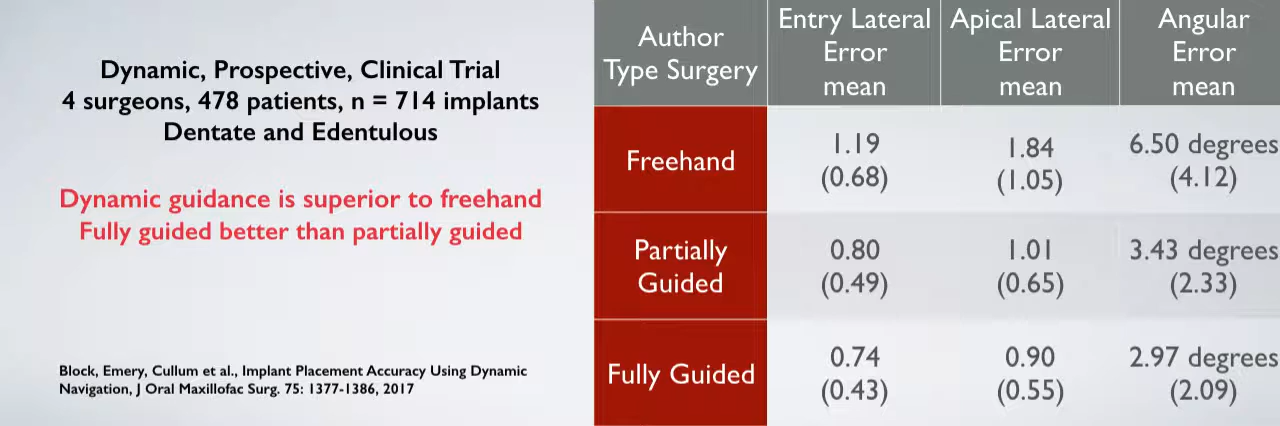 Dynamic, Prospective, Clinical Trial
4 surgeons, 478 patients, n = 714 implants
Dentate and Edentulous
Dynamic guidance is superior to freehand
Fully guided better than partially guided
Block, Emery, Cullum et al., Implant Placement Accuracy Using Dynamic
Navigation, J Oral Maxillofac Surg. 75: 1377-1386, 2017
Author
Type Surgery
Entry Lateral
Error
mean
Apical Lateral
Error
mean
Angular
Error
mean
Freehand
1.19
(0.68)
1.84
(1.05)
6.50 degrees
(4.12)
Partially
Guided
0.80
(0.49)
1.01
(0.65)
3.43 degrees
(2.33)
Fully Guided
0.74
(0.43)
0.90
(0.55)
2.97 degrees
(2.09)